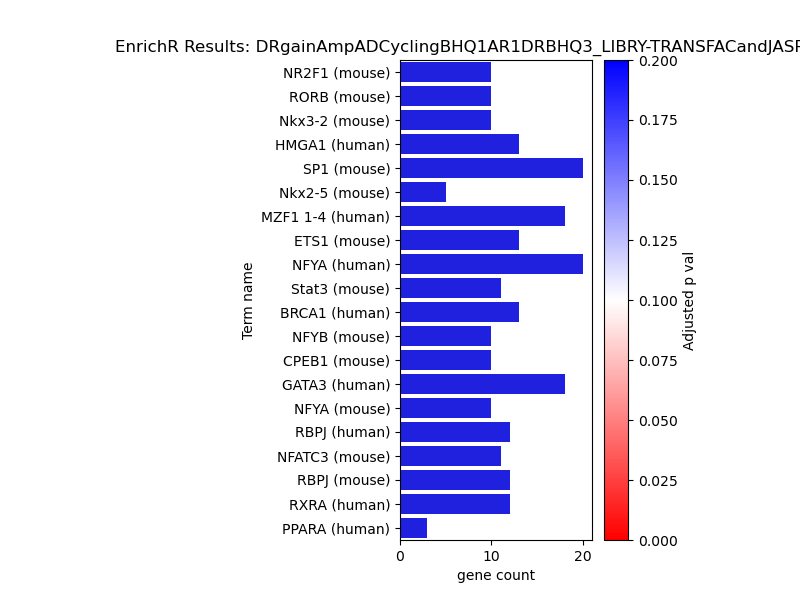 EnrichR Results: DRgainAmpADCyclingBHQ1AR1DRBHQ3_LIBRY-TRANSFACandJASP
NR2F1 (mouse)
RORB (mouse)
Nkx3-2 (mouse)
HMGA1 (human)
SP1 (mouse)
Nkx2-5 (mouse)
MZF1 1-4 (human)
ETS1 (mouse)
NFYA (human)
Stat3 (mouse)
BRCA1 (human)
NFYB (mouse)
CPEB1 (mouse)
GATA3 (human)
NFYA (mouse)
RBPJ (human)
NFATC3 (mouse)
RBPJ (mouse)
RXRA (human)
PPARA (human)
Term name
0 10 20
gene count
0.200
0.175
0.150
0.125
0.100
0.075
0.050
0.025
0.000
Adjusted p val